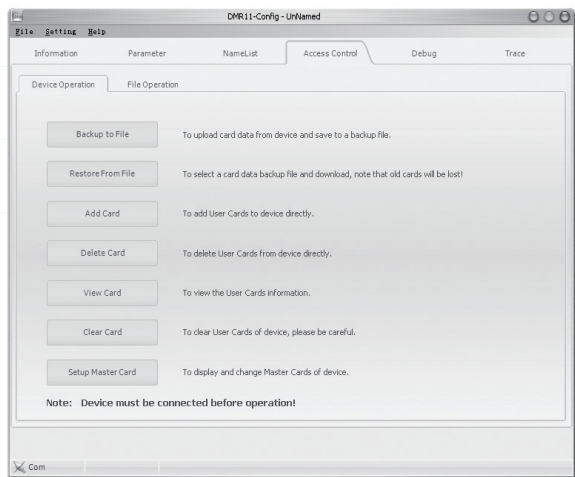 DMR11-Config - UnNamed
File Setting Help
Information Parameter NameList Access Control Debug Trace
Device Operation File Operation
Backup to File To upload card data from device and save to a backup file.
Restore From File To select a card data backup file and download, note that old cards will be lost!
Add Card To add User Cards to device directly.
Delete Card To delete User Cards from device directly.
View Card To view the User Cards information.
Clear Card To clear User Cards of device, please be careful.
Setup Master Card To display and change Master Cards of device.
Note: Device must be connected before operation!
Com